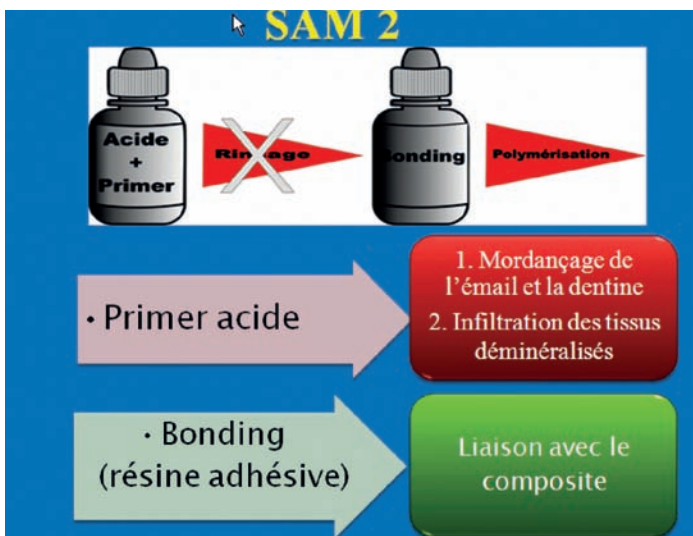 SAM 2
Acide
+
Primer
Rinçage
Bonding
Polymérisation
• Primer acide
1. Mordançage de
l'émail et la dentine
2. Infiltration des tissus
déminéralisés
• Bonding
(résine adhésive)
Liaison avec le
composite